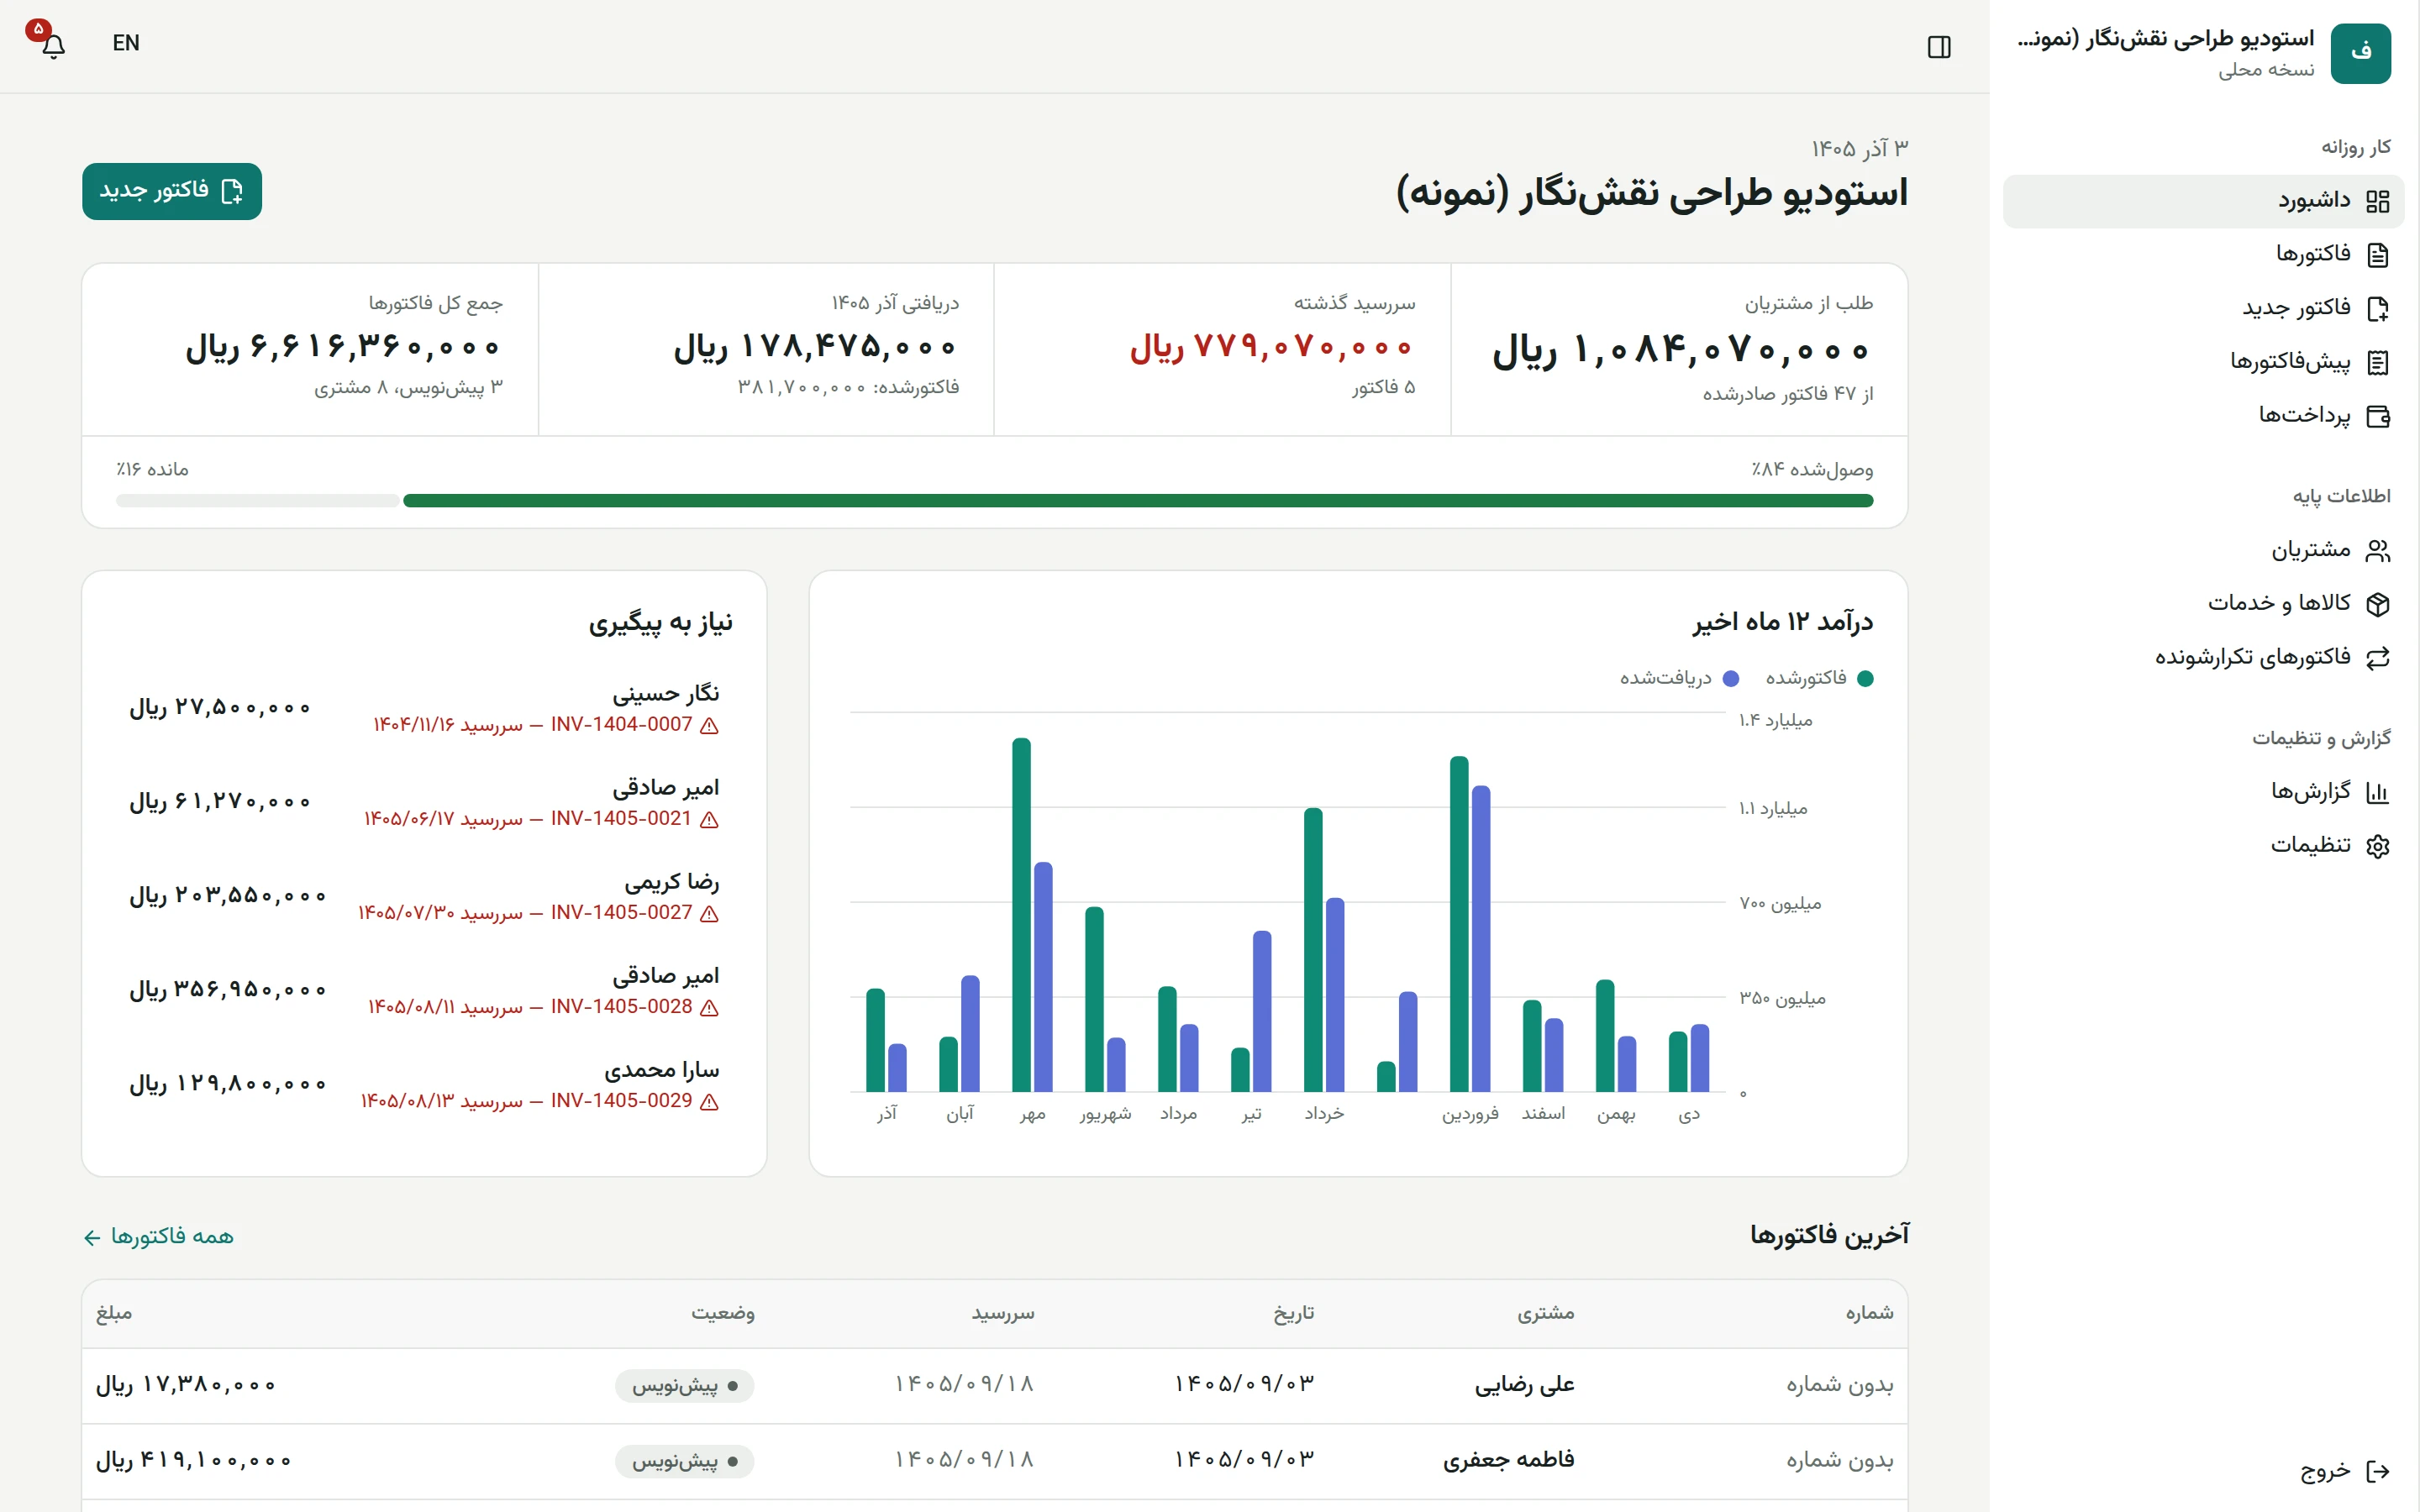 استودیو طراحی نقش‌نگار (نمونـ...
نسخه محلی
ف
کار روزانه
داشبورد
فاکتورها
فاکتور جدید
پیش‌فاکتورها
پرداخت‌ها
اطلاعات پایه
مشتریان
کالاها و خدمات
فاکتورهای تکرارشونده
گزارش و تنظیمات
گزارش‌ها
تنظیمات
خروج
EN
۵
۳ آذر ۱۴۰۵
استودیو طراحی نقش‌نگار (نمونه)
فاکتور جدید
طلب از مشتریان
۱,۰۸۴,۰۷۰,۰۰۰ ریال
از ۴۷ فاکتور صادرشده
سررسید گذشته
۷۷۹,۰۷۰,۰۰۰ ریال
۵ فاکتور
دریافتی آذر ۱۴۰۵
۱۷۸,۴۷۵,۰۰۰ ریال
فاکتورشده: ۳۸۱,۷۰۰,۰۰۰
جمع کل فاکتورها
۶,۶۱۶,۳۶۰,۰۰۰ ریال
۳ پیش‌نویس، ۸ مشتری
وصول‌شده ۸۴٪
مانده ۱۶٪
درآمد ۱۲ ماه اخیر
فاکتورشده
دریافت‌شده
۱.۴ میلیارد
۱.۱ میلیارد
۷۰۰ میلیون
۳۵۰ میلیون
۰
دی
بهمن
اسفند
فروردین
خرداد
تیر
مرداد
شهریور
مهر
آبان
آذر
نیاز به پیگیری
نگار حسینی
INV-1404-0007 – سررسید ۱۴۰۴/۱۱/۱۶
۲۷,۵۰۰,۰۰۰ ریال
امیر صادقی
INV-1405-0021 – سررسید ۱۴۰۵/۰۶/۱۷
۶۱,۲۷۰,۰۰۰ ریال
رضا کریمی
INV-1405-0027 – سررسید ۱۴۰۵/۰۷/۳۰
۲۰۳,۵۵۰,۰۰۰ ریال
امیر صادقی
INV-1405-0028 – سررسید ۱۴۰۵/۰۸/۱۱
۳۵۶,۹۵۰,۰۰۰ ریال
سارا محمدی
INV-1405-0029 – سررسید ۱۴۰۵/۰۸/۱۳
۱۲۹,۸۰۰,۰۰۰ ریال
آخرین فاکتورها
همه فاکتورها
شماره مشتری تاریخ سررسید وضعیت مبلغ
بدون شماره علی رضایی ۱۴۰۵/۰۹/۰۳ ۱۴۰۵/۰۹/۱۸ پیش‌نویس ۱۷,۳۸۰,۰۰۰ ریال
بدون شماره فاطمه جعفری ۱۴۰۵/۰۹/۰۳ ۱۴۰۵/۰۹/۱۸ پیش‌نویس ۴۱۹,۱۰۰,۰۰۰ ریال